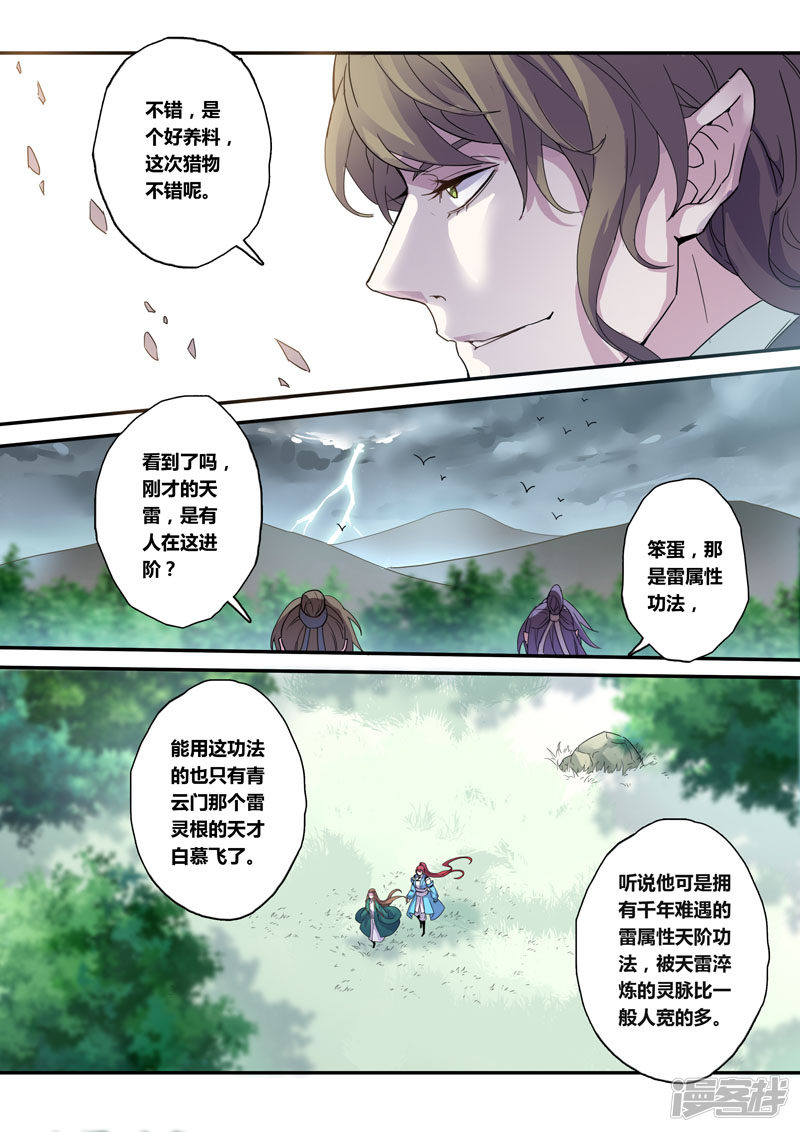 不错，是
个好养料，
这次猎物
不错呢。
看到了吗，
刚才的天
雷，是有
人在这进
阶？
笨蛋，那
是雷属性
功法，
能用这功法
的也只有青
云门那个雷
灵根的天才
白慕飞了。
听说他可是拥
有千年难遇的
雷属性天阶功
法，被天雷淬
炼的灵脉比一
般人宽的多。
漫客栈